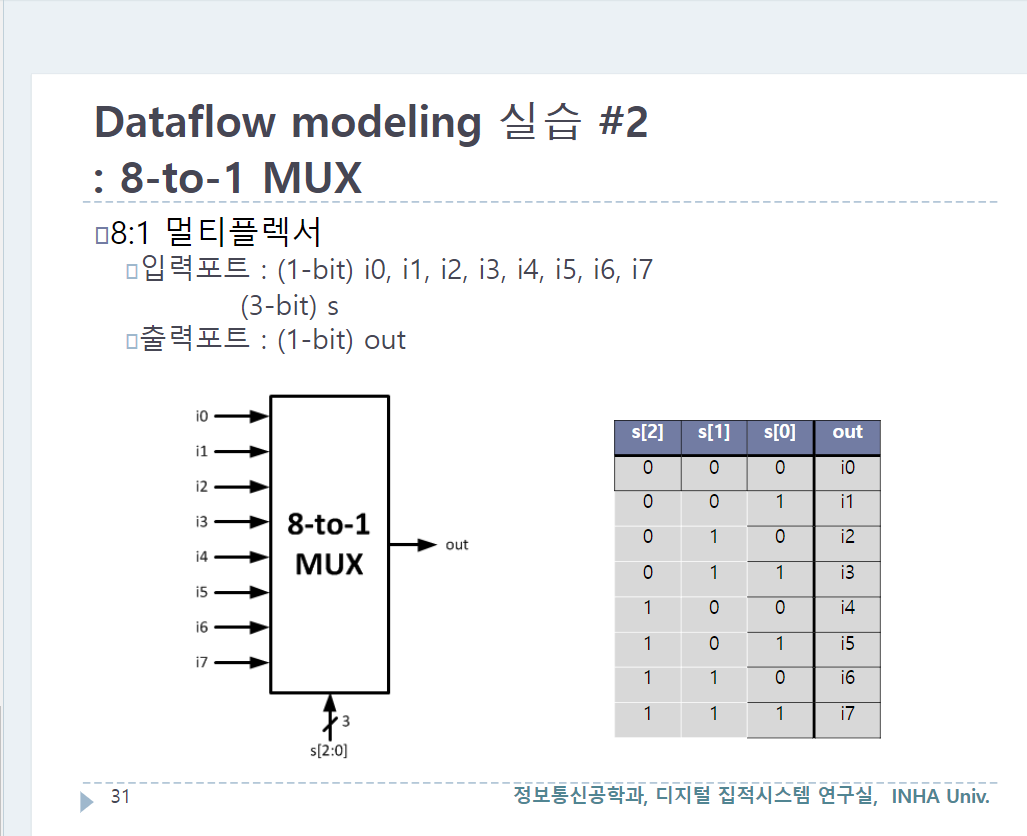 Dataflow modeling 실습 #2
: 8-to-1 MUX
8:1 멀티플렉서
입력포트 : (1-bit) i0, i1, i2, i3, i4, i5, i6, i7
(3-bit) s
출력포트 : (1-bit) out
i0
i1
i2
i3
i4
i5
i6
i7
8-to-1
MUX
out
3
s[2:0]
s[2] s[1] s[0] out
0 0 0 i0
0 0 1 i1
0 1 0 i2
0 1 1 i3
1 0 0 i4
1 0 1 i5
1 1 0 i6
1 1 1 i7
31
정보통신공학과, 디지털 집적시스템 연구실, INHA Univ.